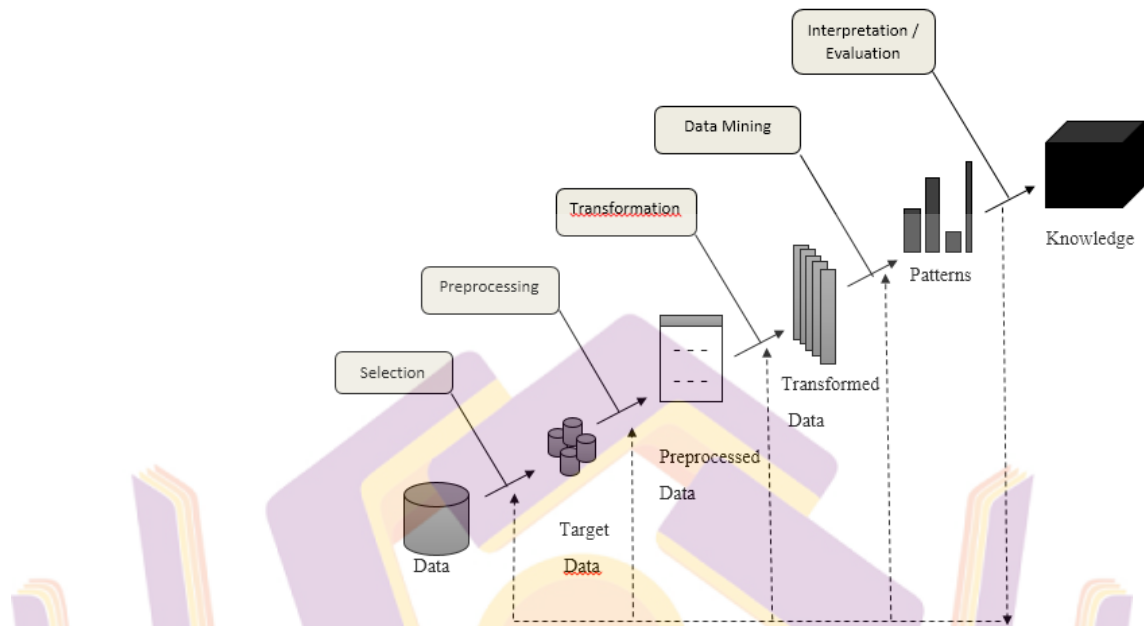 Interpretation /
Evaluation
Data Mining
Transformation
Preprocessing
Selection
Knowledge
Patterns
Transformed
Data
Preprocessed
Data
Target
Data
Data